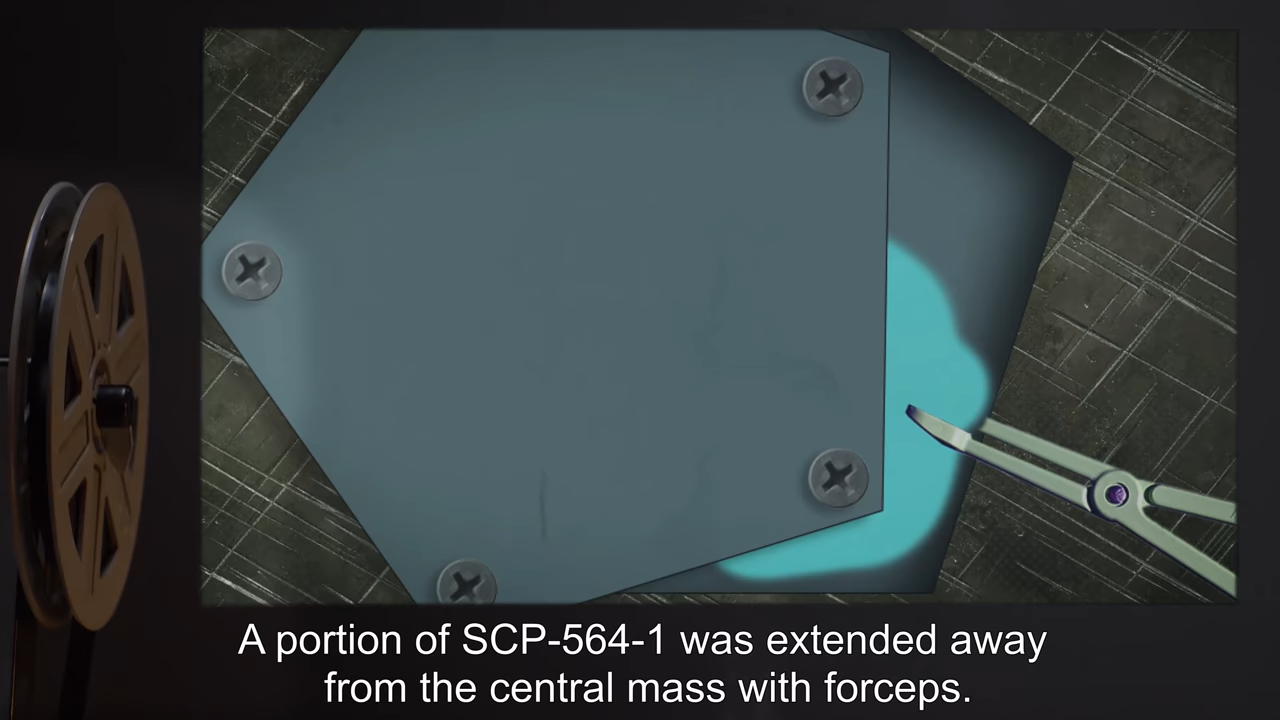 A portion of SCP-564-1 was extended away
from the central mass with forceps.